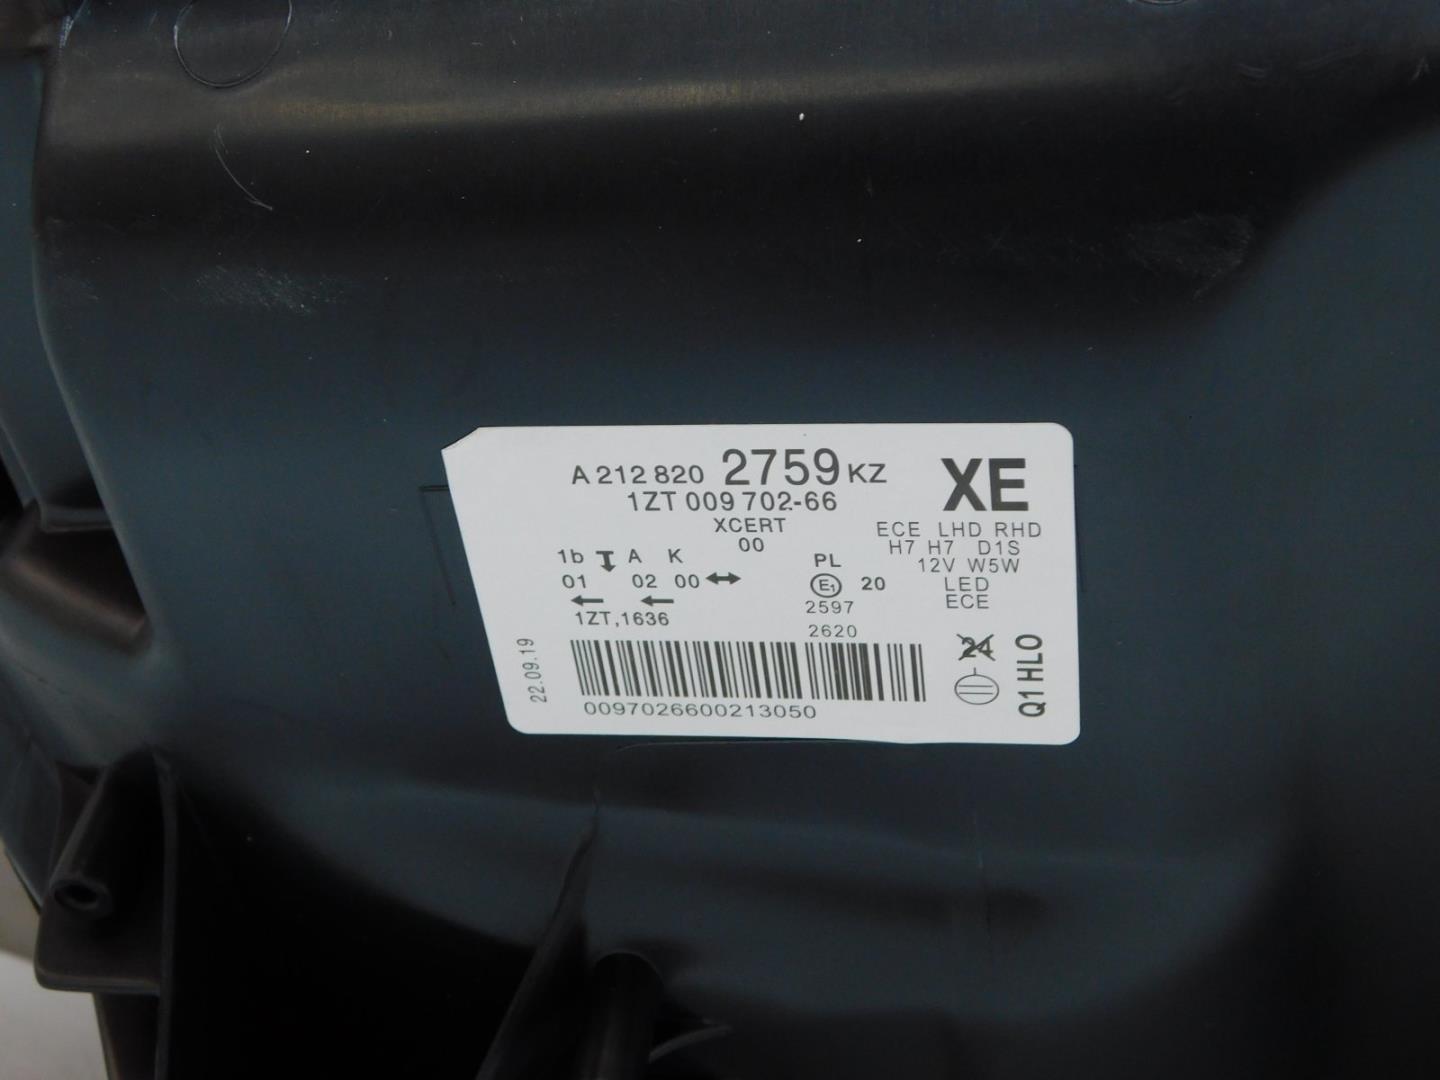 A 212 820 2759 KZ
1ZT 009 702-66
XCERT
00
XE
ECE LHD RHD
H7 H7 D1S
12V W5W
LED
ECE
1b A K
01 02 00
1ZT,1636
PL
E1 20
2597
2620
22.09.19
0097026600213050
24
Q1 HLO